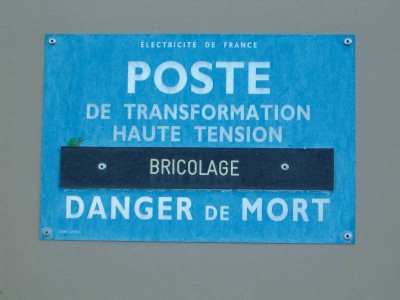 ÉLECTRICITÉ DE FRANCE
POSTE
DE TRANSFORMATION
HAUTE TENSION
BRICOLAGE
DANGER DE MORT